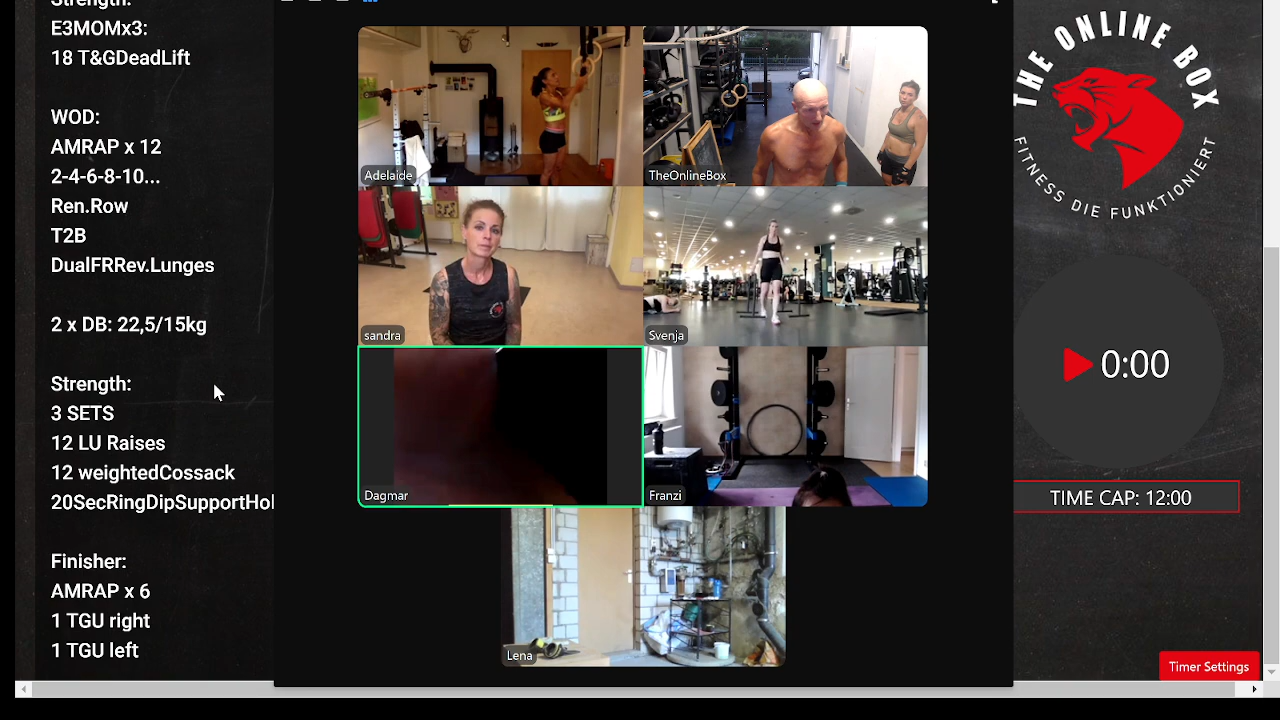 Strength:
E3MOMx3:
18 T&GDeadLift
WOD:
AMRAP x 12
2-4-6-8-10...
Ren.Row
T2B
DualFRRev.Lunges
2 x DB: 22,5/15kg
Strength:
3 SETS
12 LU Raises
12 weightedCossack
20SecRingDipSupportHol
Finisher:
AMRAP x 6
1 TGU right
1 TGU left
Adelaide
TheOnlineBox
sandra
Svenja
Dagmar
Franzi
Lena
THE ONLINE BOX
FITNESS DIE FUNKTIONIERT
0:00
TIME CAP: 12:00
Timer Settings